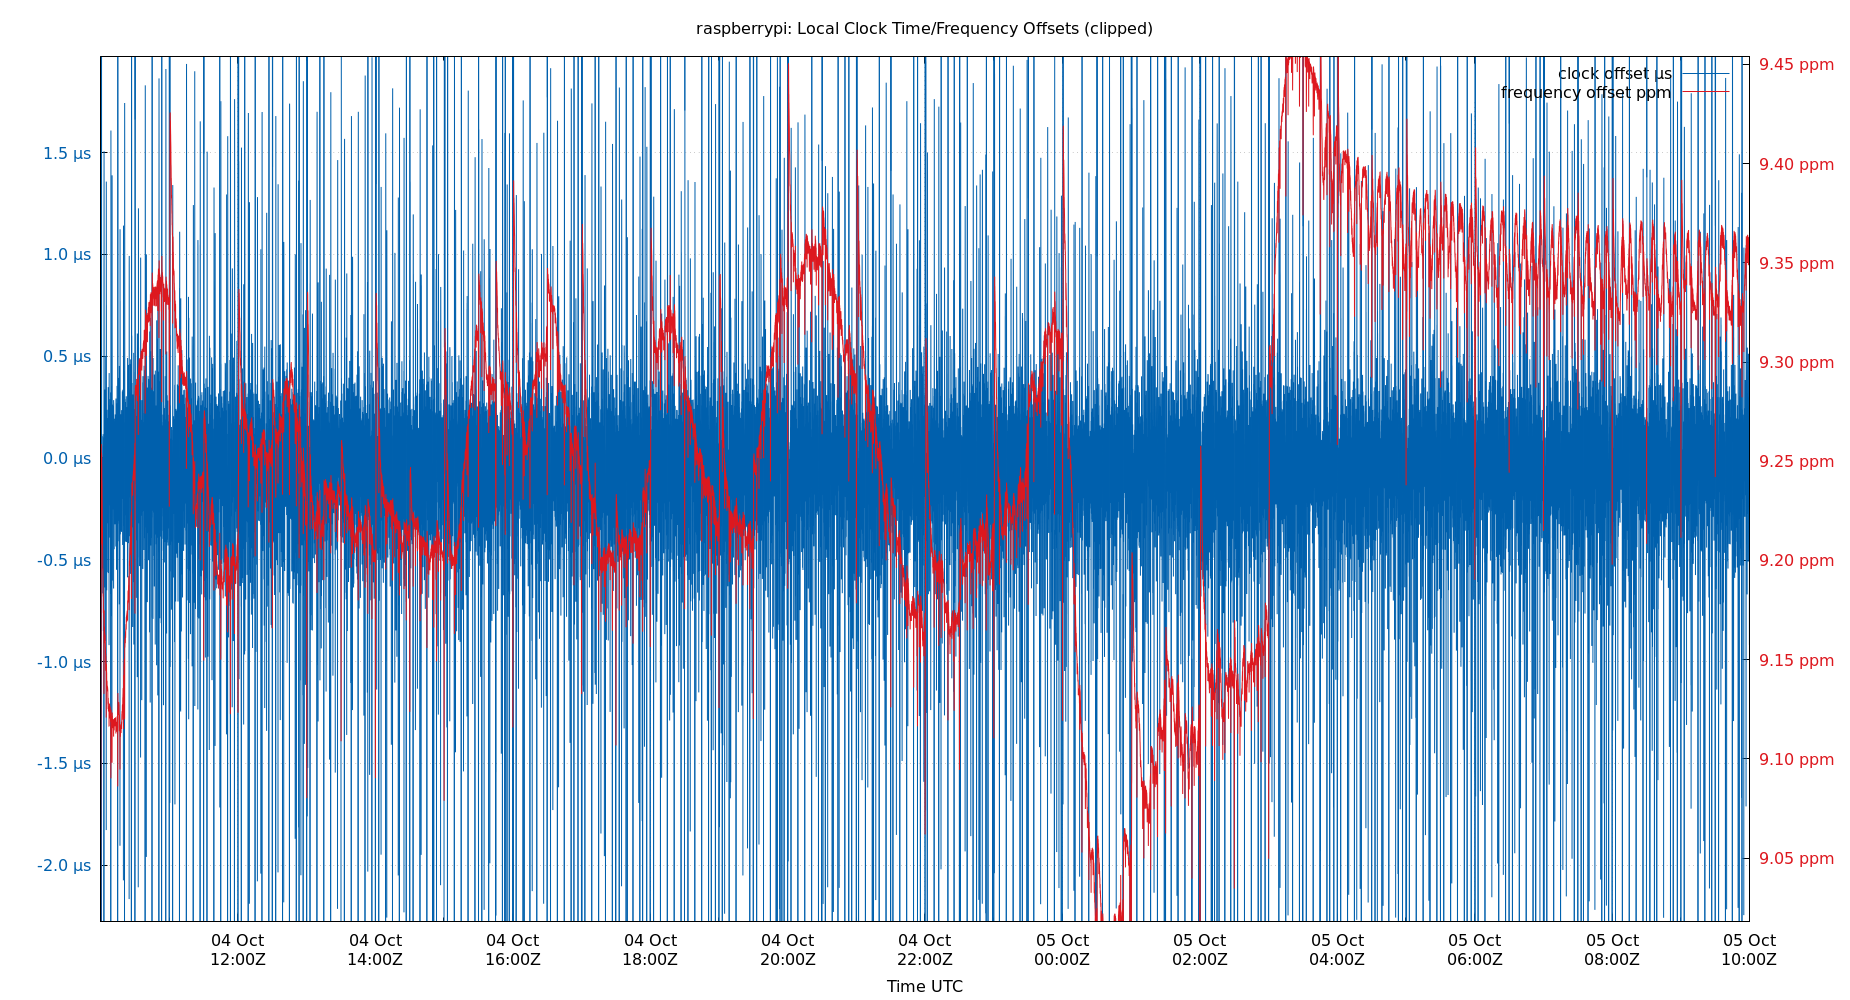 raspberrypi: Local Clock Time/Frequency Offsets (clipped)
clock offset µs
frequency offset ppm
1.5 µs
1.0 µs
0.5 µs
0.0 µs
-0.5 µs
-1.0 µs
-1.5 µs
-2.0 µs
9.45 ppm
9.40 ppm
9.35 ppm
9.30 ppm
9.25 ppm
9.20 ppm
9.15 ppm
9.10 ppm
9.05 ppm
04 Oct 04 Oct 04 Oct 04 Oct 04 Oct 04 Oct 05 Oct 05 Oct 05 Oct 05 Oct 05 Oct 05 Oct
12:00Z 14:00Z 16:00Z 18:00Z 20:00Z 22:00Z 00:00Z 02:00Z 04:00Z 06:00Z 08:00Z 10:00Z
Time UTC